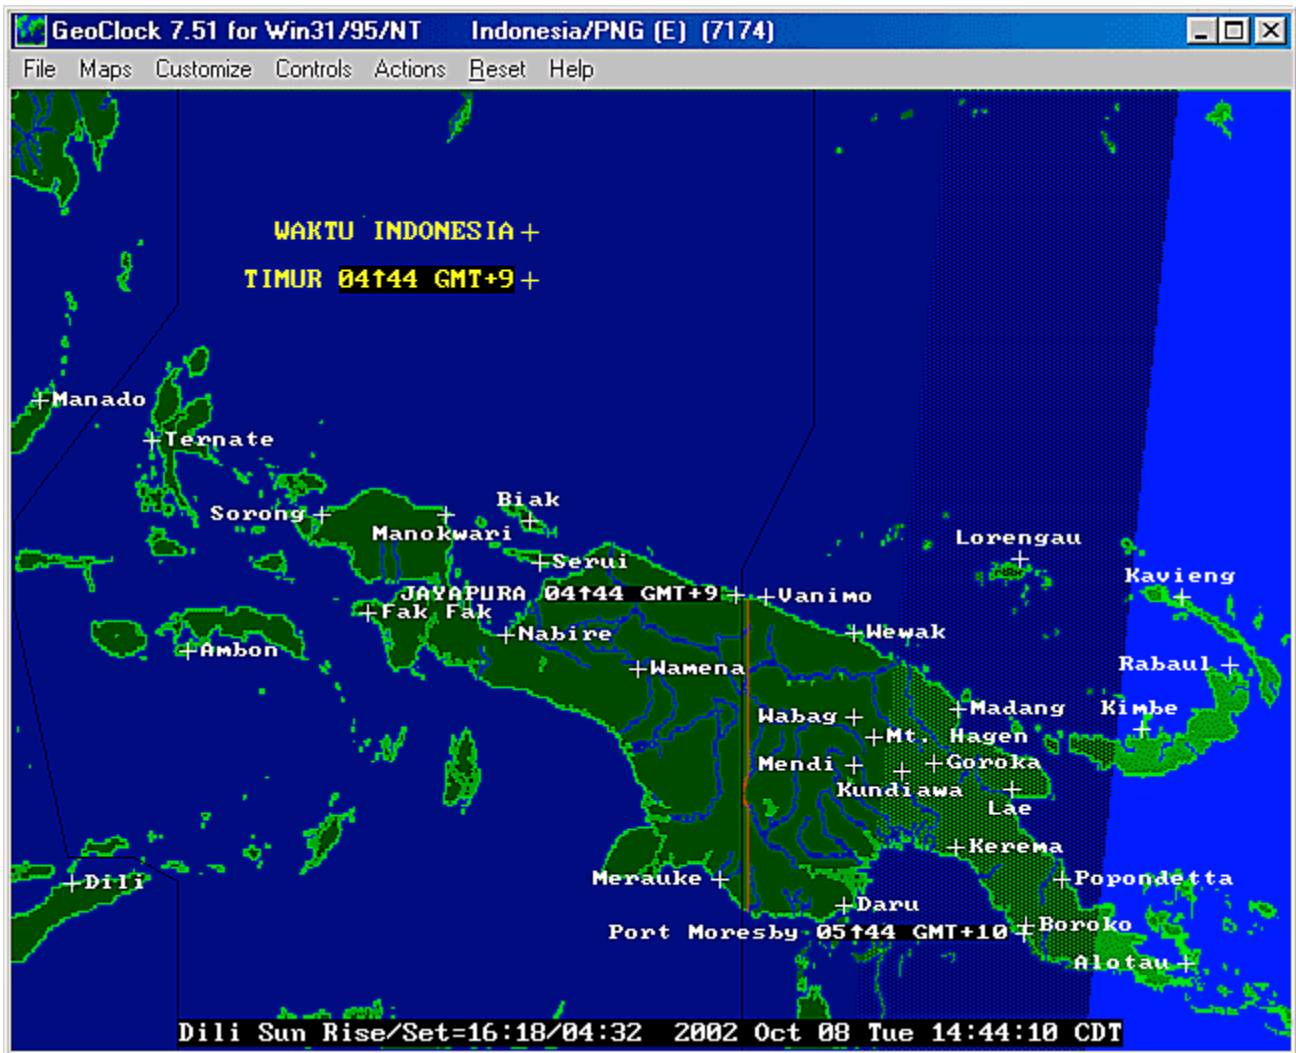 GeoClock 7.51 for Win31/95/NT Indonesia/PNG (E) (7174)
File Maps Customize Controls Actions Reset Help
WAKTU INDONESIA
TIMUR 04↑44 GMT+9
Manado
Ternate
Biak
Sorong
Manokwari
Lorengau
Serui
Kavieng
JAYAPURA 04↑44 GMT+9
Vanimo
Fak Fak
Nabire
Wewak
Ambon
Wamena
Rabaul
Wabag
Madang
Kimbe
Mt. Hagen
Mendi
Goroka
Kundiawa
Lae
Kerema
Dili
Merauke
Popondetta
Daru
Boroko
Port Moresby 05↑44 GMT+10
Alotau
Dili Sun Rise/Set=16:18/04:32 2002 Oct 08 Tue 14:44:10 CDT